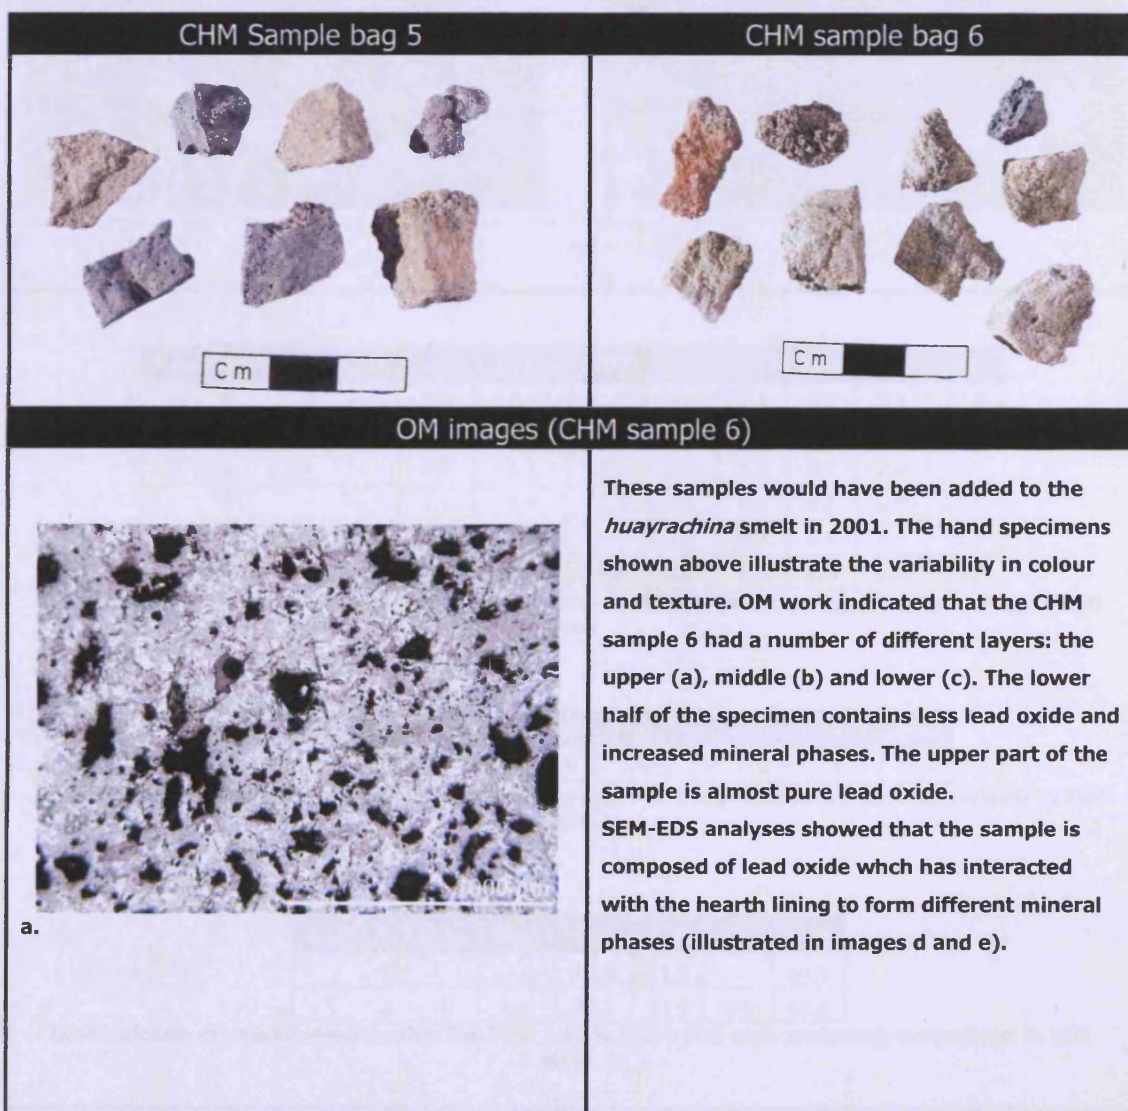 CHM Sample bag 5
CHM sample bag 6
Cm
Cm
OM images (CHM sample 6)
a.
These samples would have been added to the
huayrachina smelt in 2001. The hand specimens
shown above illustrate the variability in colour
and texture. OM work indicated that the CHM
sample 6 had a number of different layers: the
upper (a), middle (b) and lower (c). The lower
half of the specimen contains less lead oxide and
increased mineral phases. The upper part of the
sample is almost pure lead oxide.
SEM-EDS analyses showed that the sample is
composed of lead oxide whch has interacted
with the hearth lining to form different mineral
phases (illustrated in images d and e).